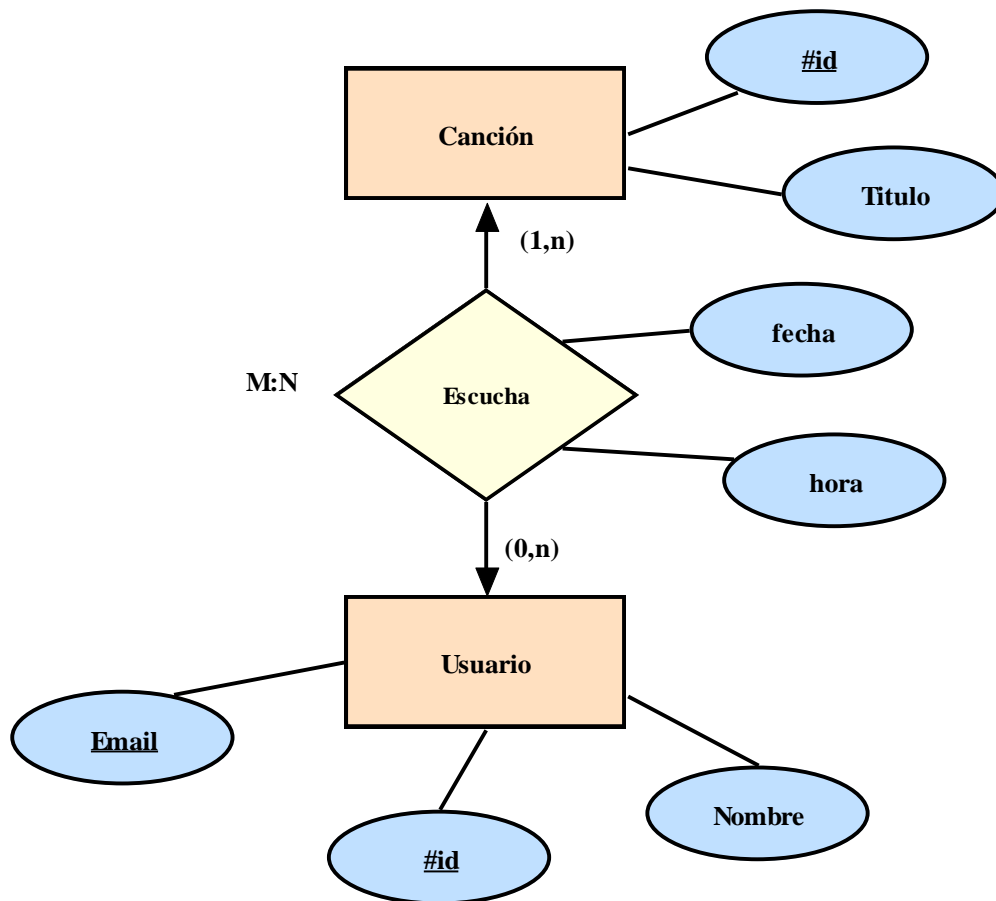 #id
Canción
Titulo
(1,n)
fecha
M:N
Escucha
hora
(0,n)
Usuario
Email
Nombre
#id